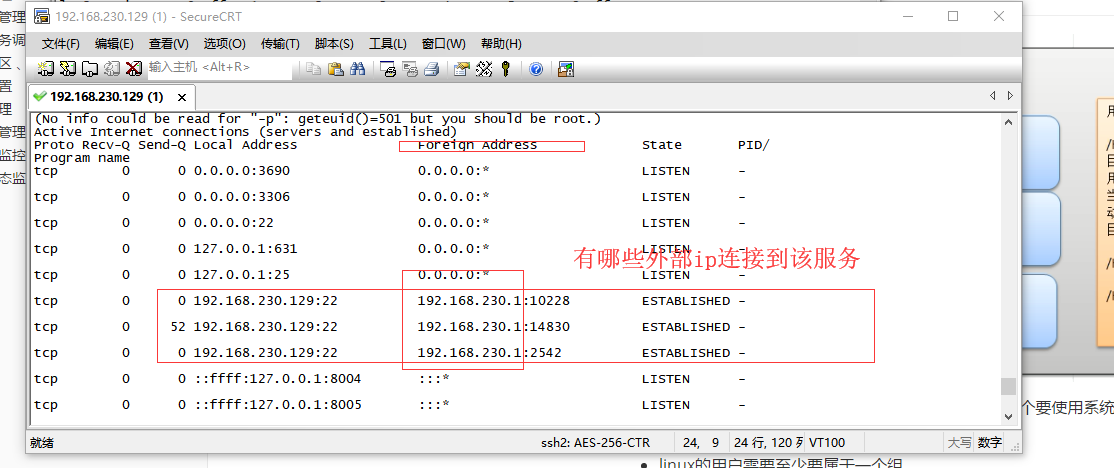 192.168.230.129 (1) - SecureCRT
文件(F) 编辑(E) 查看(V) 选项(O) 传输(T) 脚本(S) 工具(L) 窗口(W) 帮助(H)
输入主机 <Alt+R>
192.168.230.129 (1) ×
(No info could be read for "-p": geteuid()=501 but you should be root.)
Active Internet connections (servers and established)
Proto Recv-Q Send-Q Local Address Foreign Address State PID/
Program name
tcp 0 0 0.0.0.0:3690 0.0.0.0:* LISTEN -
tcp 0 0 0.0.0.0:3306 0.0.0.0:* LISTEN -
tcp 0 0 0.0.0.0:22 0.0.0.0:* LISTEN -
tcp 0 0 127.0.0.1:631 0.0.0.0:* LISTEN -
有哪些外部ip连接到该服务
tcp 0 0 127.0.0.1:25 0.0.0.0:* LISTEN -
tcp 0 0 192.168.230.129:22 192.168.230.1:10228 ESTABLISHED -
tcp 0 52 192.168.230.129:22 192.168.230.1:14830 ESTABLISHED -
tcp 0 0 192.168.230.129:22 192.168.230.1:2542 ESTABLISHED -
tcp 0 0 ::ffff:127.0.0.1:8004 :::* LISTEN -
tcp 0 0 ::ffff:127.0.0.1:8005 :::* LISTEN -
就绪 ssh2: AES-256-CTR 24, 9 24 行, 120 列 VT100 大写 数字
管理
务调
区、
置
理
管理
监控
态监
用
目
用
当
动
目
个要使用系统
linux的用户需要至少要属于一个组